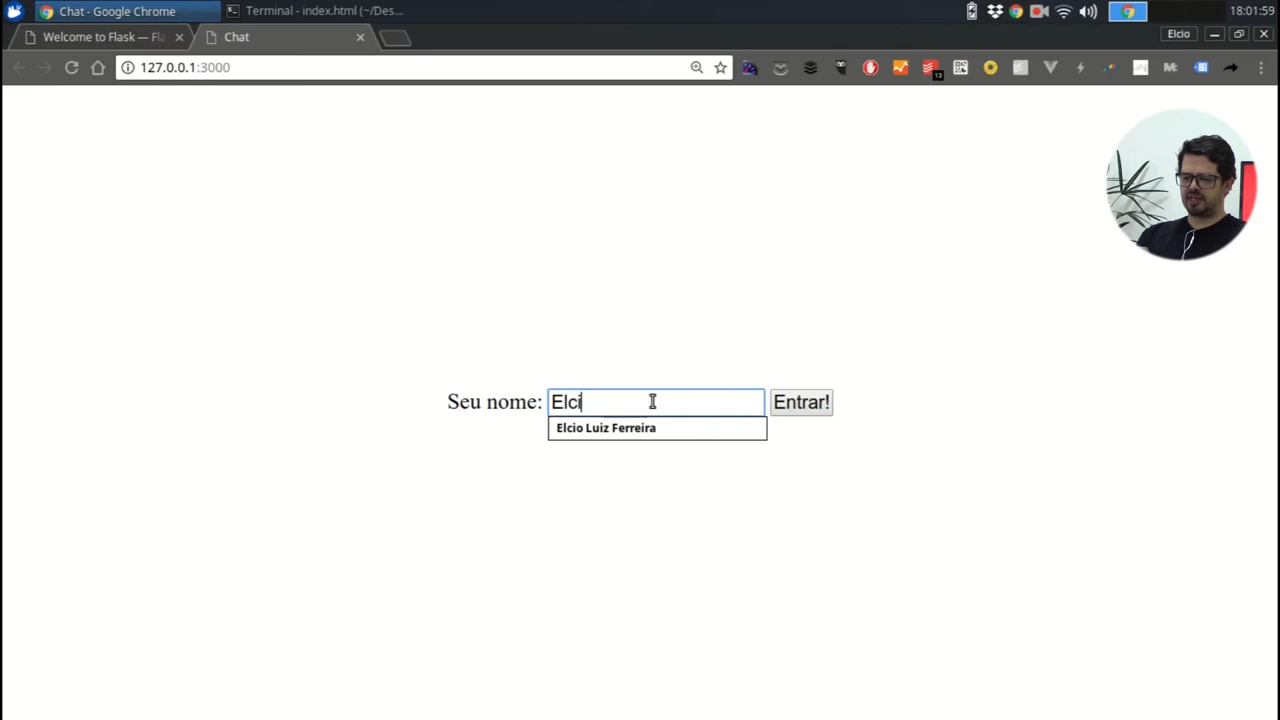 Chat - Google Chrome
Terminal - index.html (~/Des...
18:01:59
Welcome to Flask — Fl
Chat
Elcio
127.0.0.1:3000
13
Seu nome: Elci Entrar!
Elcio Luiz Ferreira